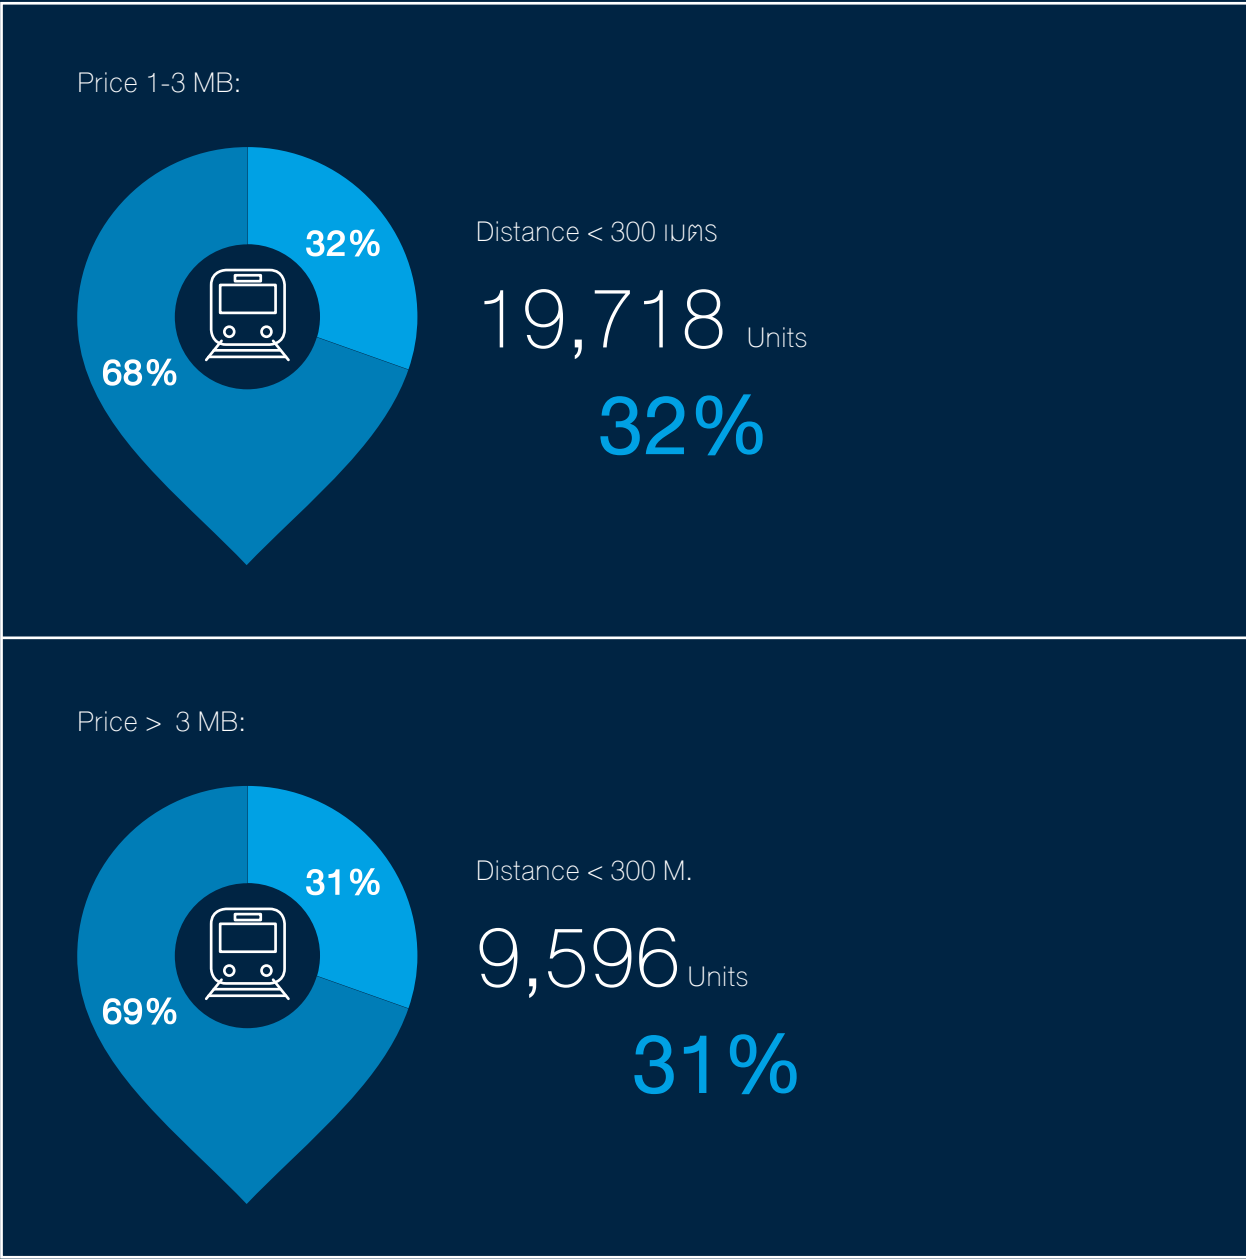 Price 1-3 MB:
32%
68%
Distance < 300 เมตร
19,718 Units
32%
Price > 3 MB:
31%
69%
Distance < 300 M.
9,596 Units
31%